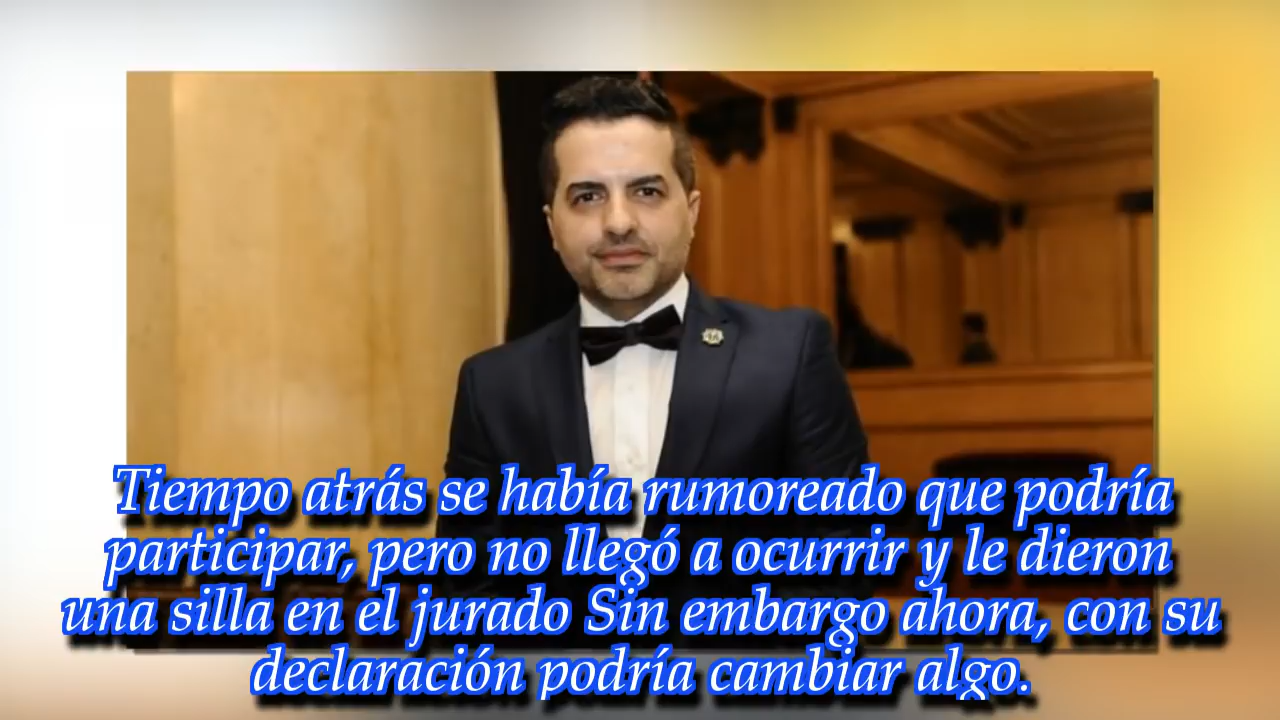 Tiempo atrás se había rumoreado que podría
participar, pero no llegó a ocurrir y le dieron
una silla en el jurado Sin embargo ahora, con su
declaración podría cambiar algo.